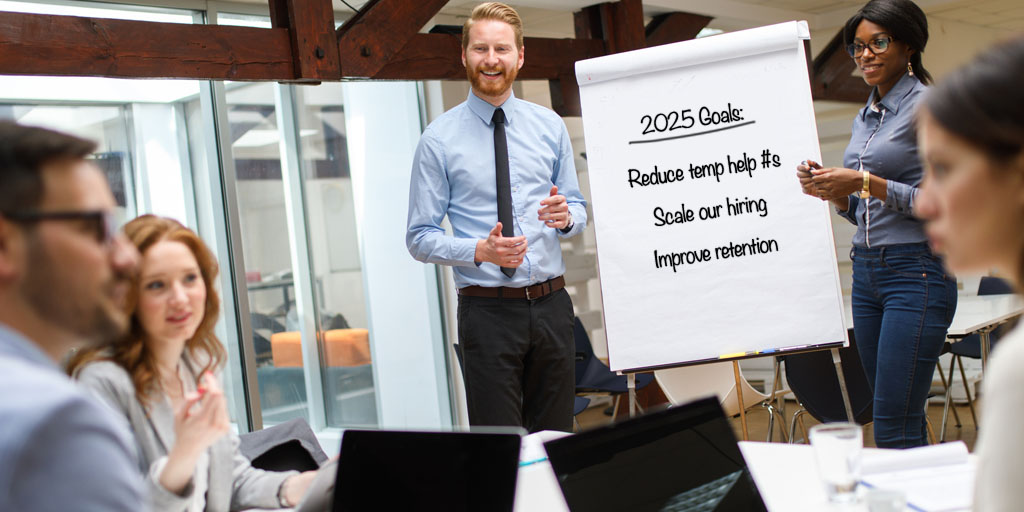 2025 Goals:
Reduce temp help #s
Scale our hiring
Improve retention